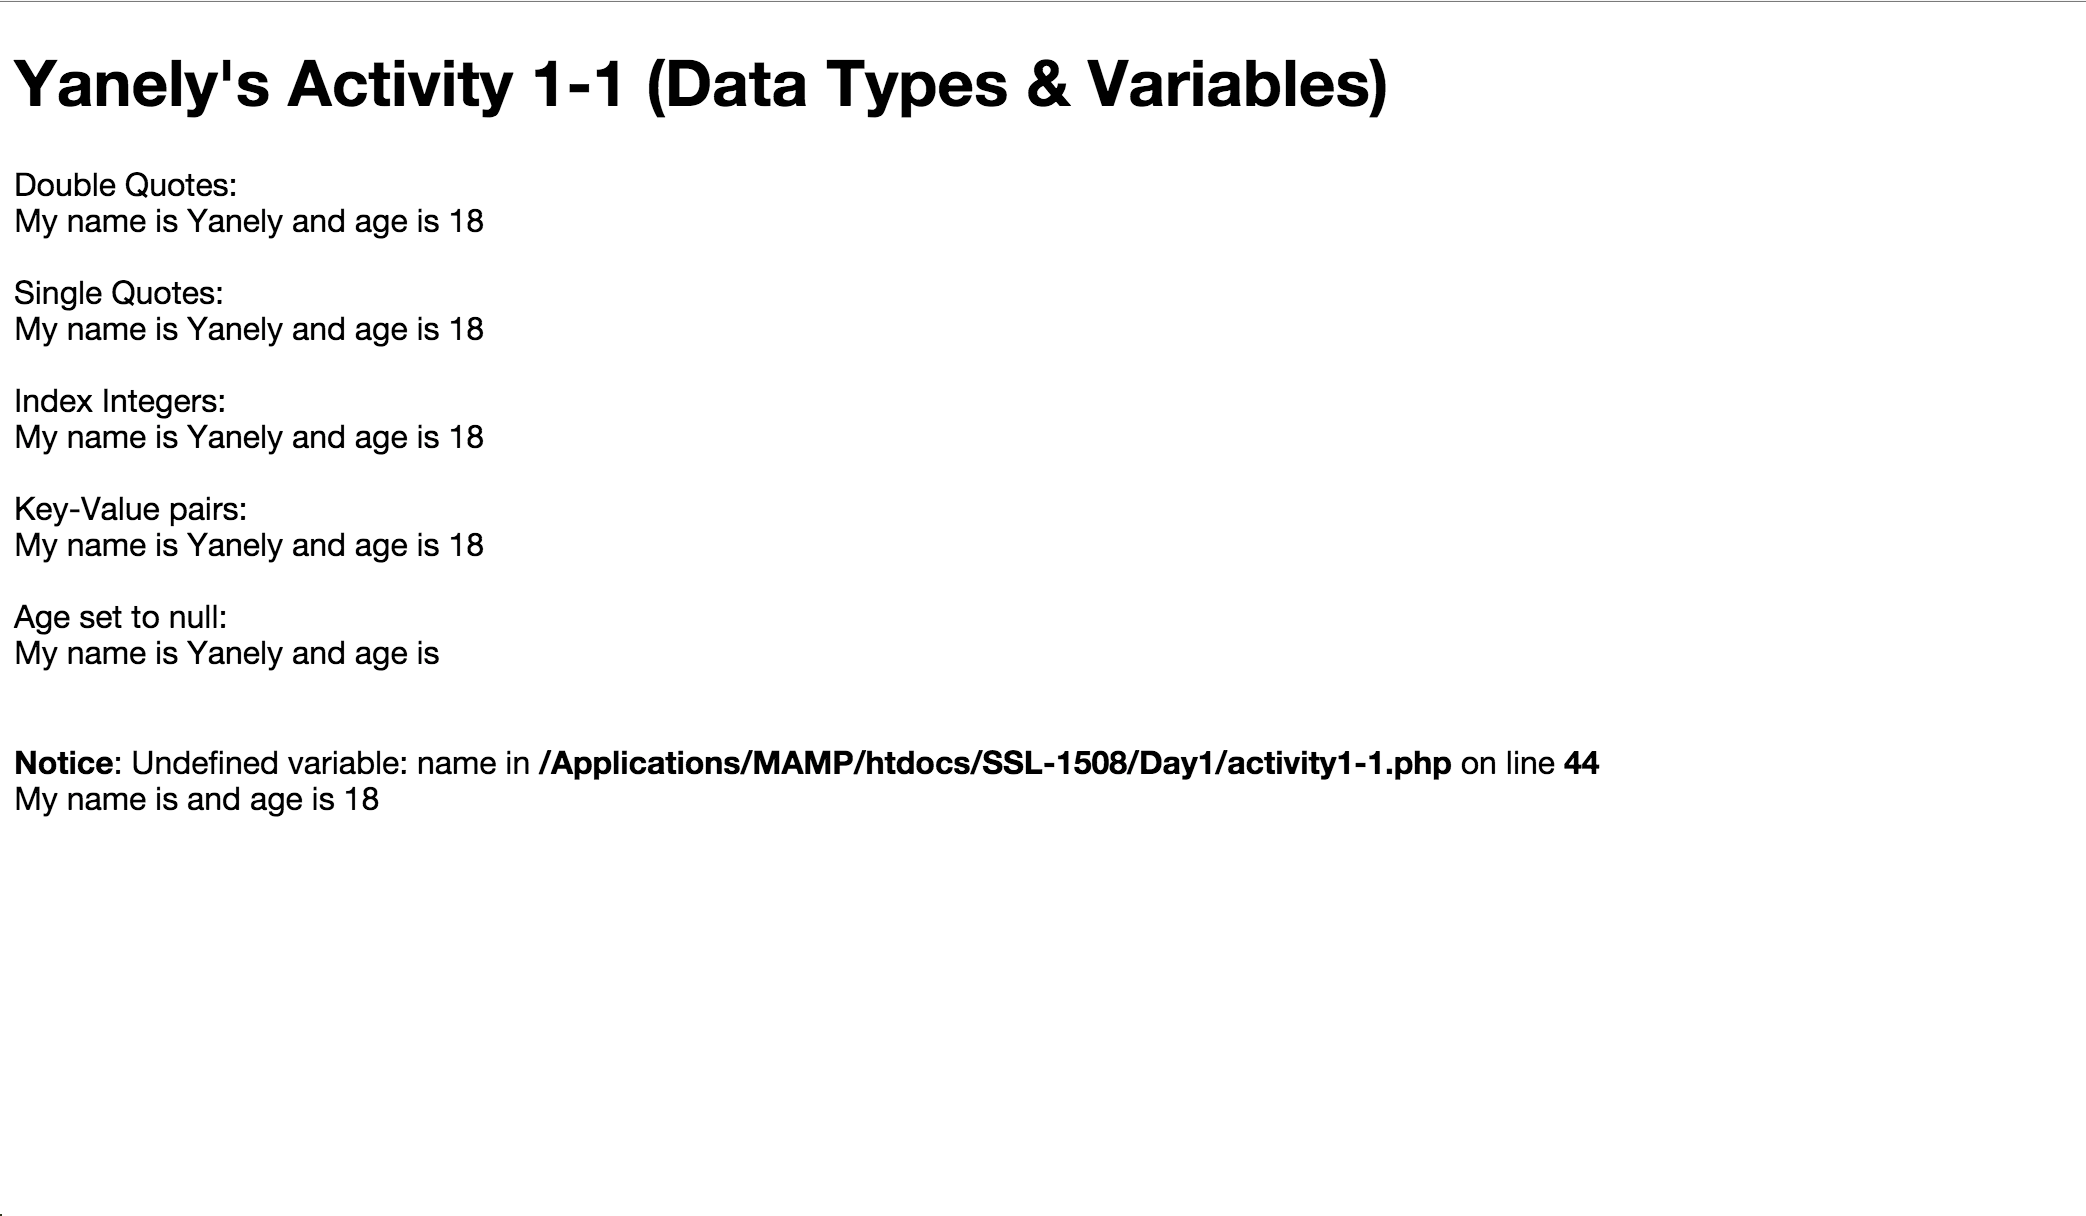 Yanely's Activity 1-1 (Data Types & Variables)
Double Quotes:
My name is Yanely and age is 18
Single Quotes:
My name is Yanely and age is 18
Index Integers:
My name is Yanely and age is 18
Key-Value pairs:
My name is Yanely and age is 18
Age set to null:
My name is Yanely and age is
Notice: Undefined variable: name in /Applications/MAMP/htdocs/SSL-1508/Day1/activity1-1.php on line 44
My name is and age is 18